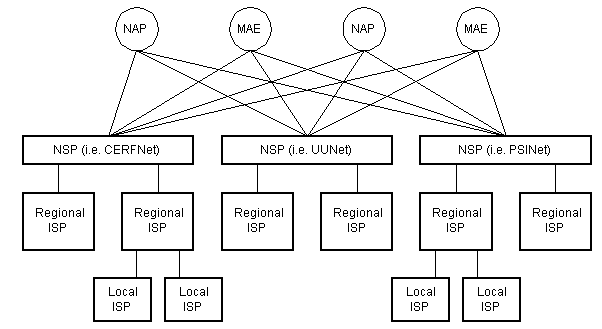 NAP MAE NAP MAE
NSP (i.e. CERFNet) NSP (i.e. UUNet) NSP (i.e. PSINet)
Regional Regional Regional Regional Regional Regional
ISP ISP ISP ISP ISP ISP
Local Local Local Local
ISP ISP ISP ISP